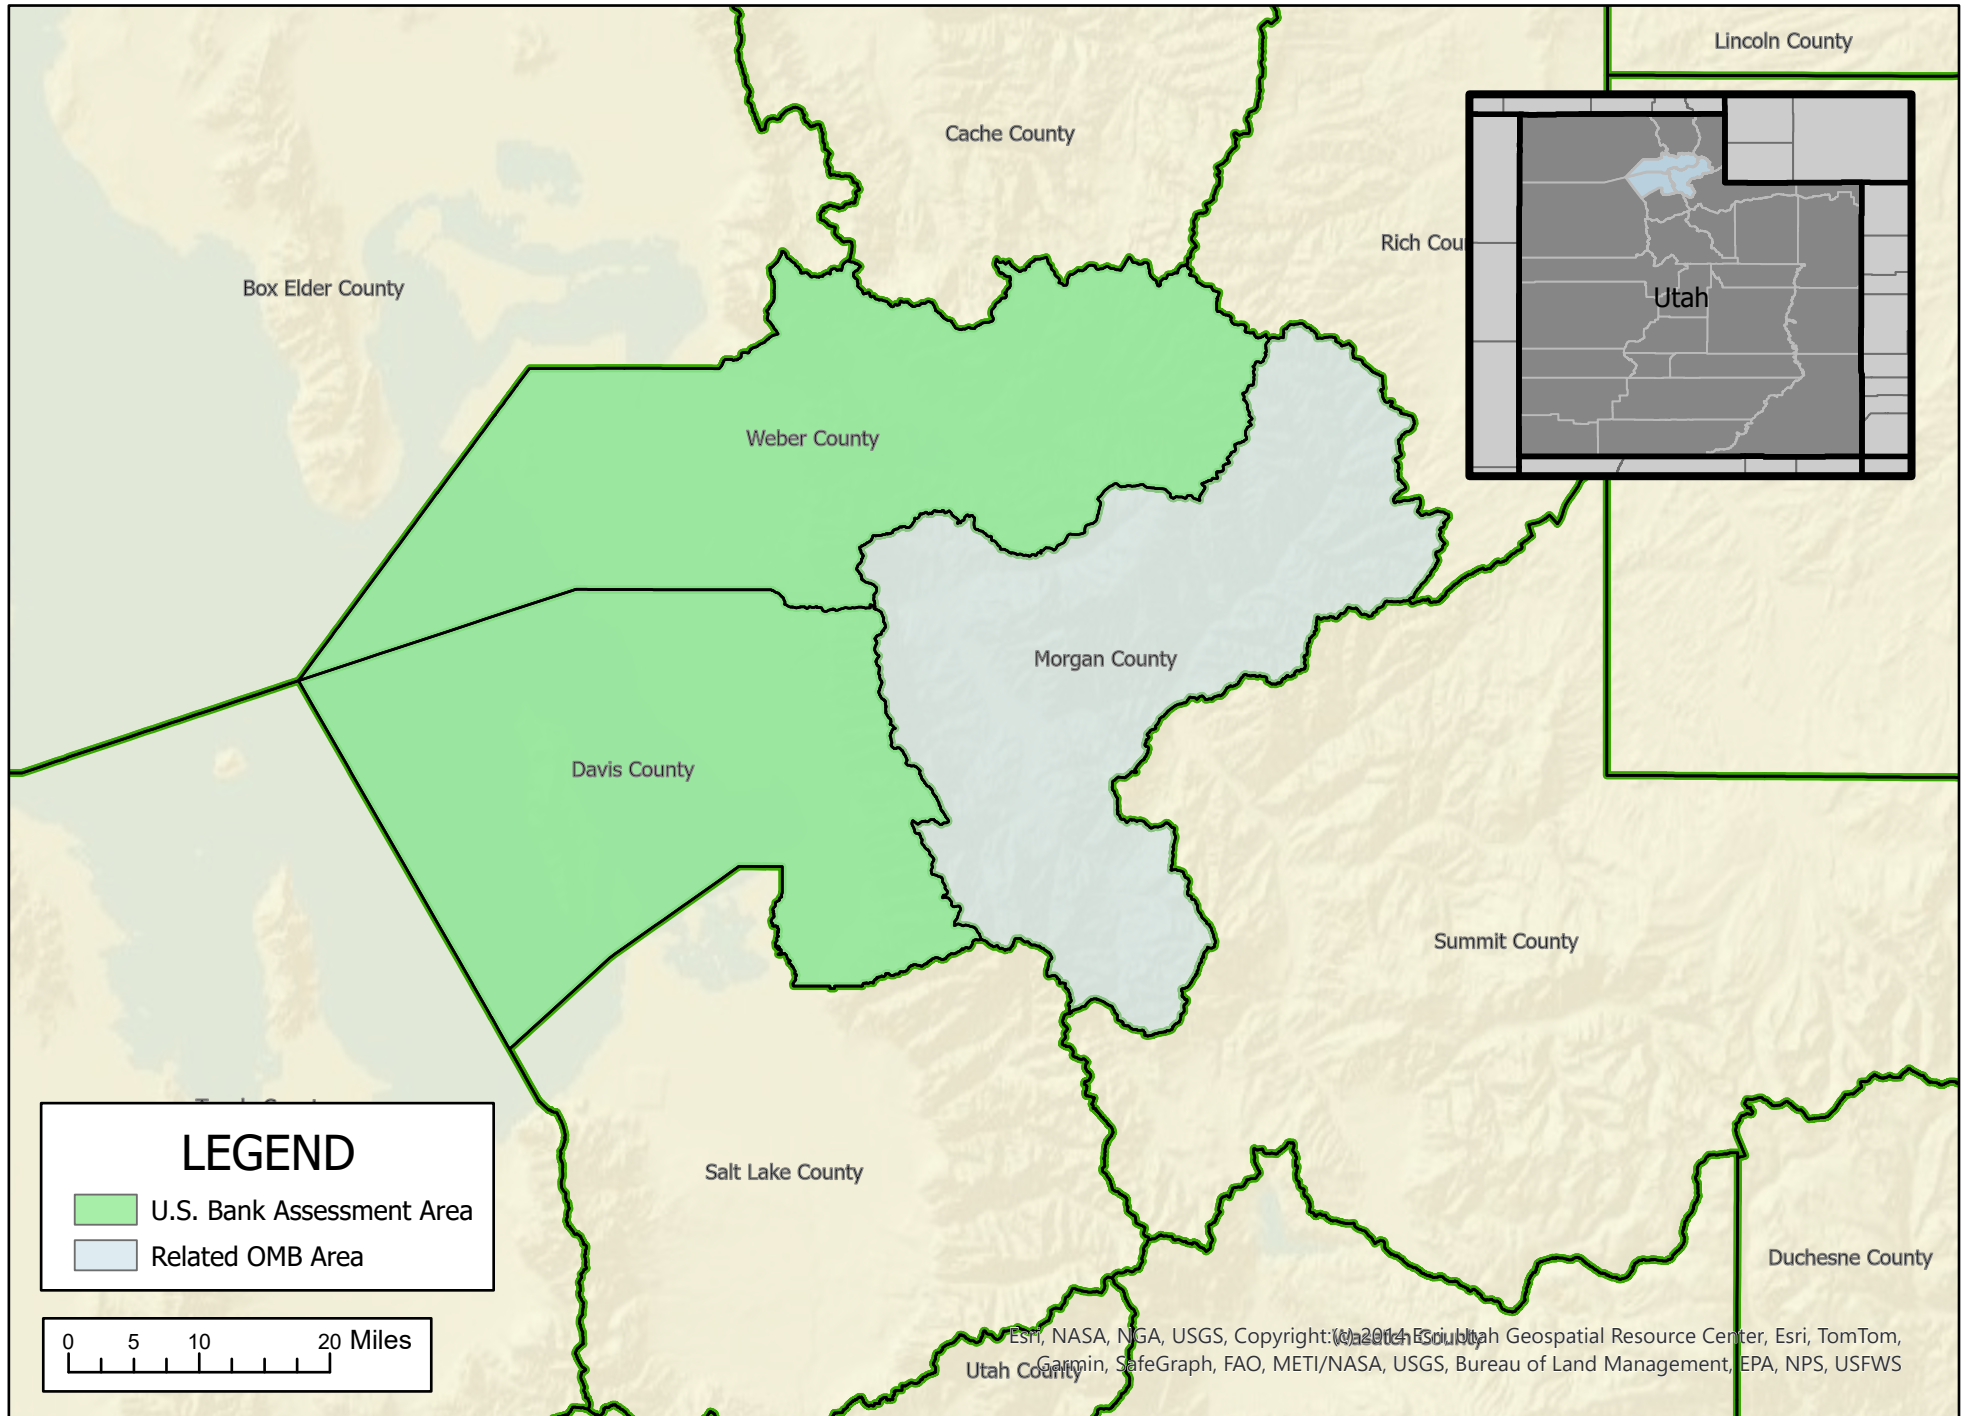 Lincoln County
Cache County
Rich Cou
Box Elder County
Utah
Weber County
Morgan County
Davis County
Summit County
LEGEND
U.S. Bank Assessment Area
Related OMB Area
Salt Lake County
Duchesne County
0 5 10 20 Miles
Esri, NASA, NGA, USGS, Copyright:(c) 2014 Esri, Utah Geospatial Resource Center, Esri, TomTom,
Garmin, SafeGraph, FAO, METI/NASA, USGS, Bureau of Land Management, EPA, NPS, USFWS
Wasatch County
Utah County